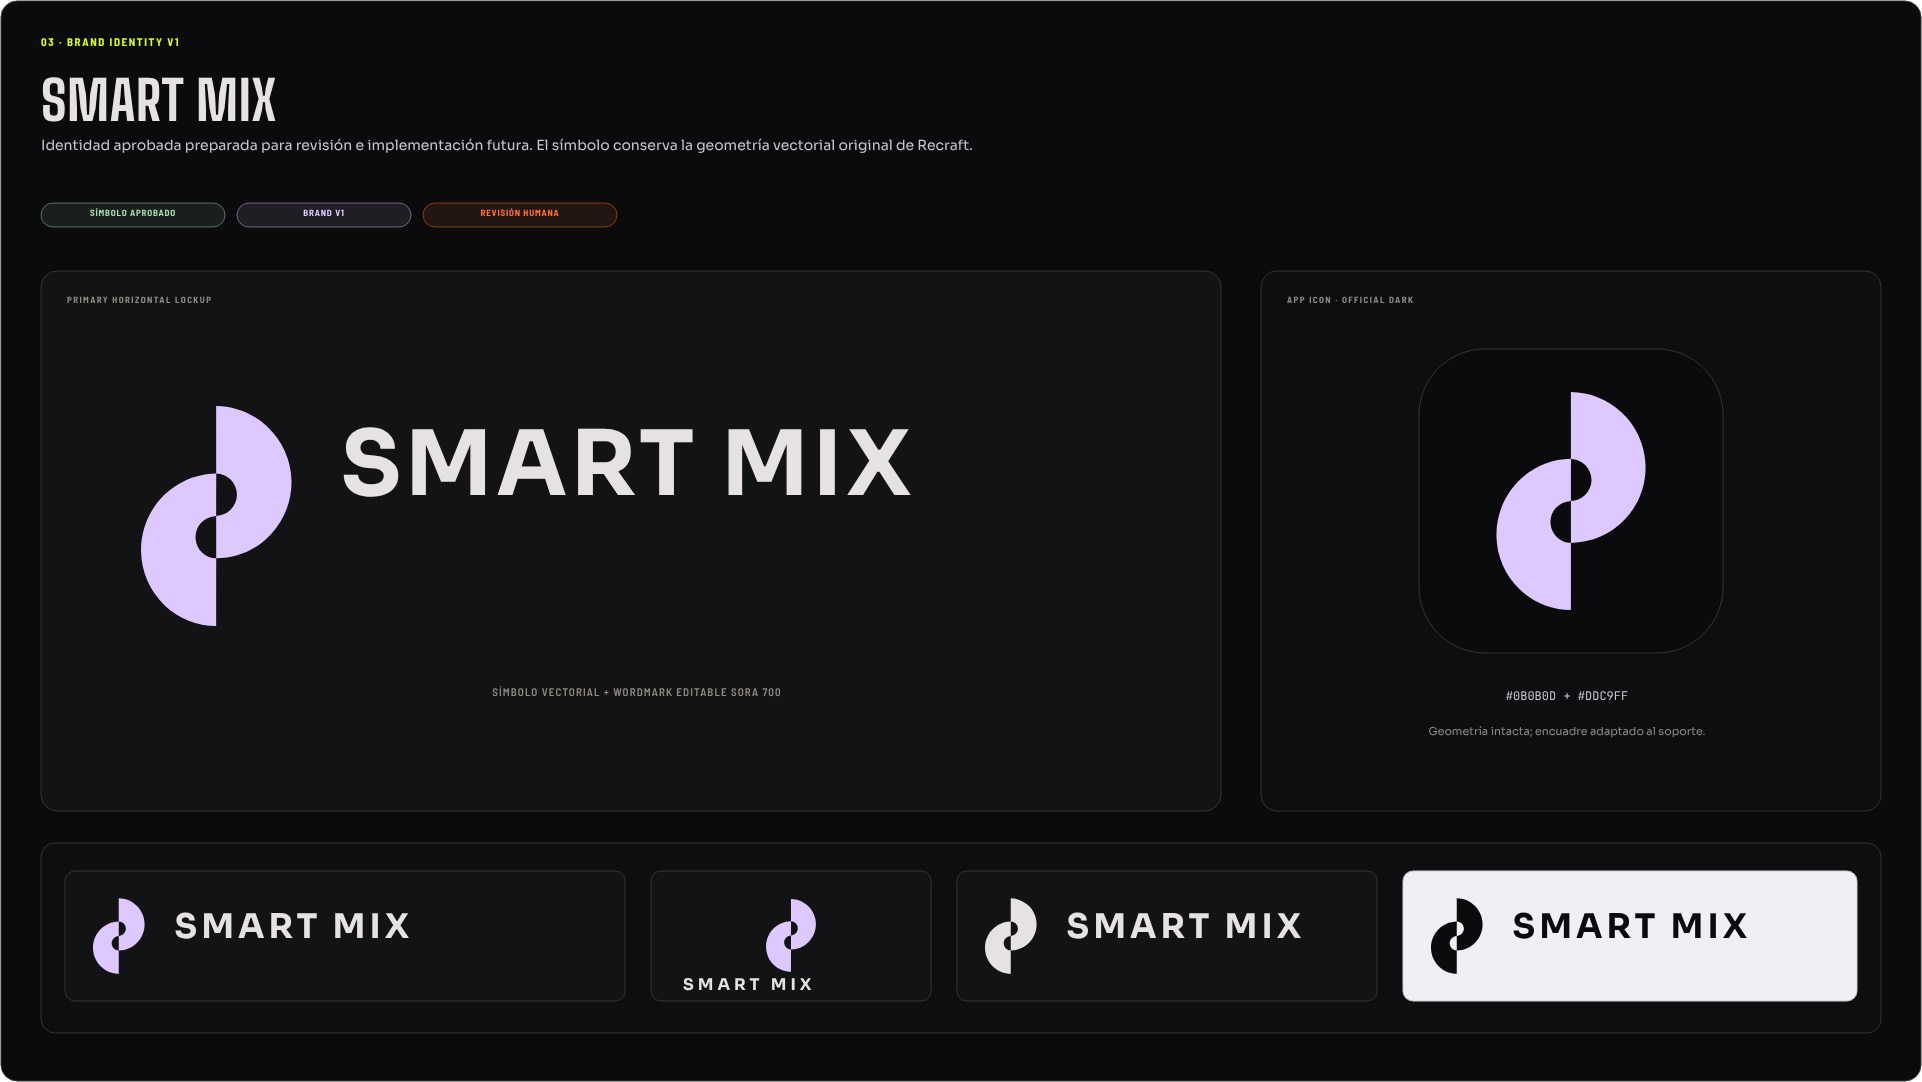 03 · BRAND IDENTITY V1
SMART MIX
Identidad aprobada preparada para revisión e implementación futura. El símbolo conserva la geometría vectorial original de Recraft.
SÍMBOLO APROBADO
BRAND V1
REVISIÓN HUMANA
PRIMARY HORIZONTAL LOCKUP
SMART MIX
SÍMBOLO VECTORIAL + WORDMARK EDITABLE SORA 700
APP ICON · OFFICIAL DARK
#0B0B0D + #DDC9FF
Geometría intacta; encuadre adaptado al soporte.
SMART MIX
SMART MIX
SMART MIX
SMART MIX